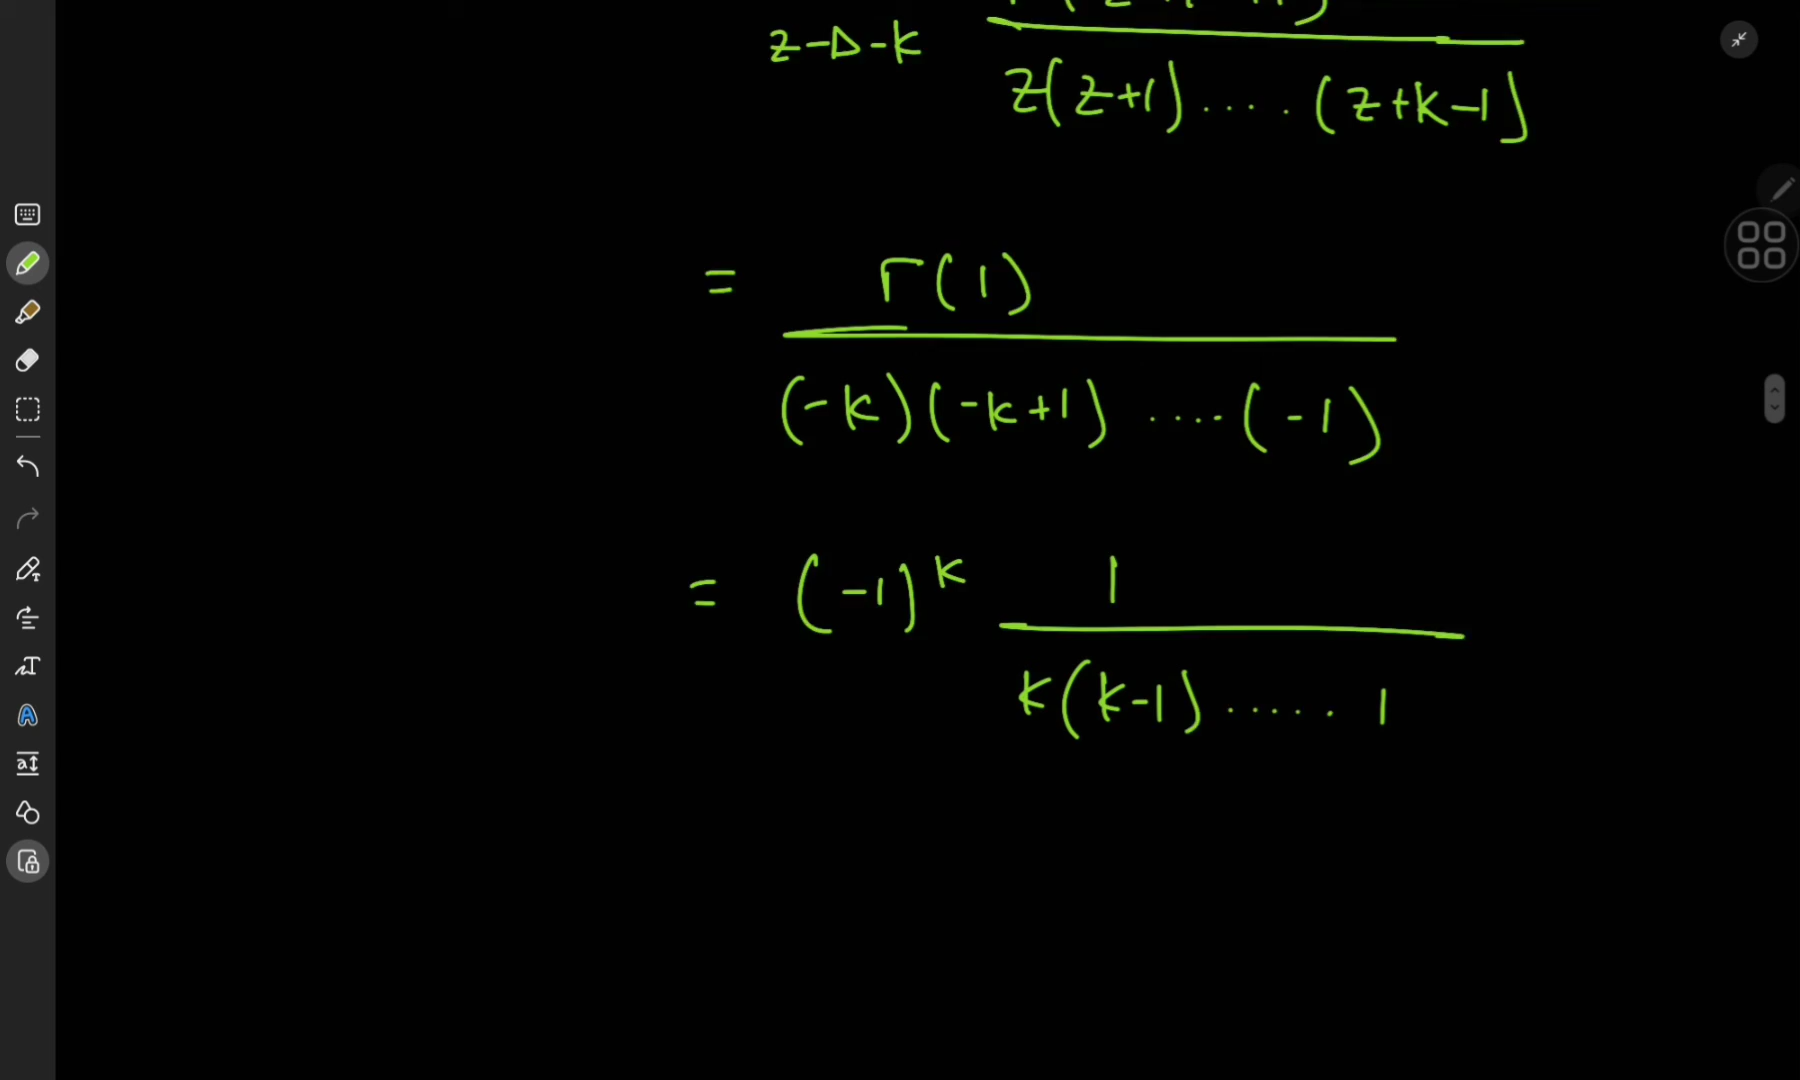 z→-k
z(z+1)....(z+k-1)
= Γ(1)
(-k)(-k+1)....(-1)
= (-1)^k 1
k(k-1)..... 1